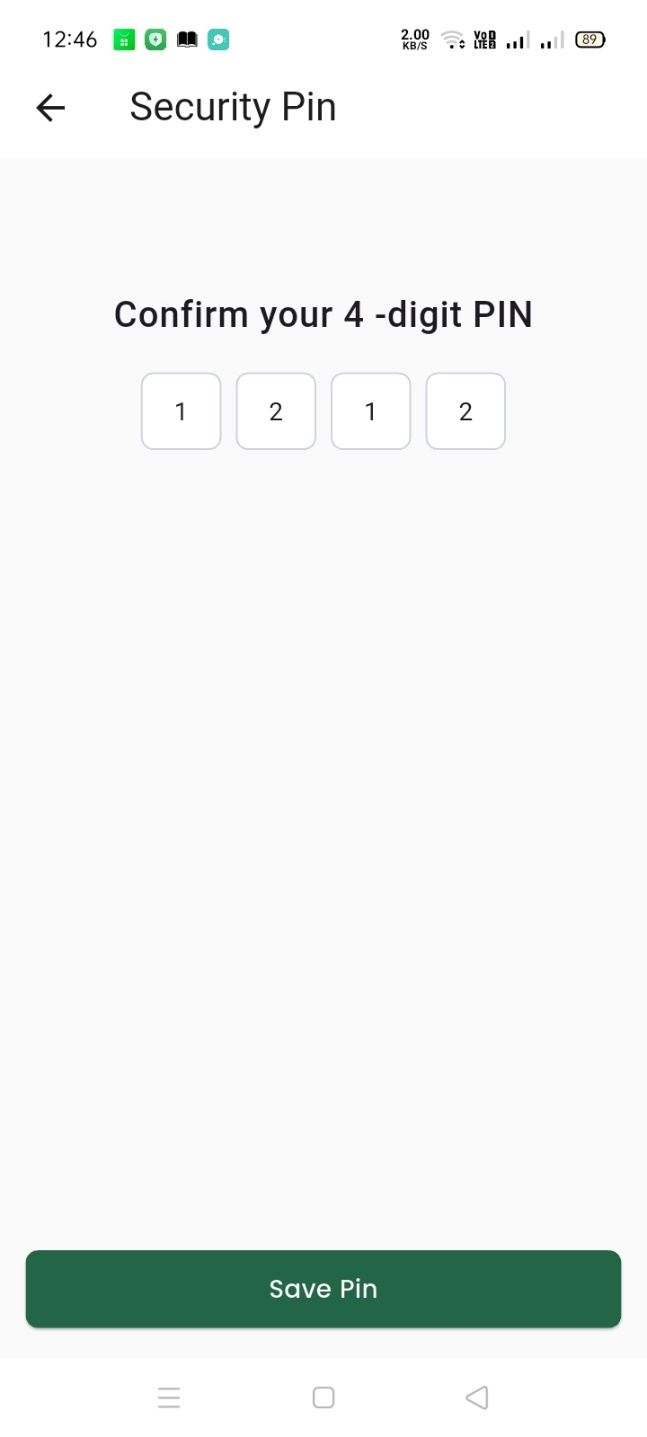 12:46 2.00 KB/S VoD LTE2 89
Security Pin
Confirm your 4 -digit PIN
1 2 1 2
Save Pin